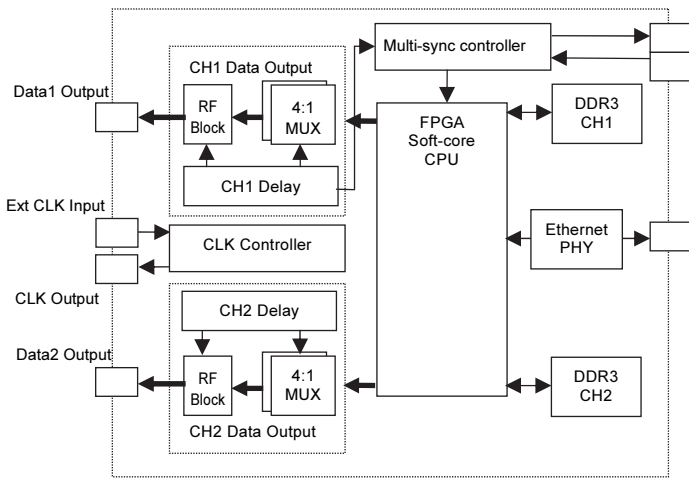 Multi-sync controller
CH1 Data Output
Data1 Output
RF
Block
4:1
MUX
FPGA
Soft-core
CPU
DDR3
CH1
CH1 Delay
Ext CLK Input
CLK Controller
Ethernet
PHY
CLK Output
CH2 Delay
Data2 Output
RF
Block
4:1
MUX
DDR3
CH2
CH2 Data Output